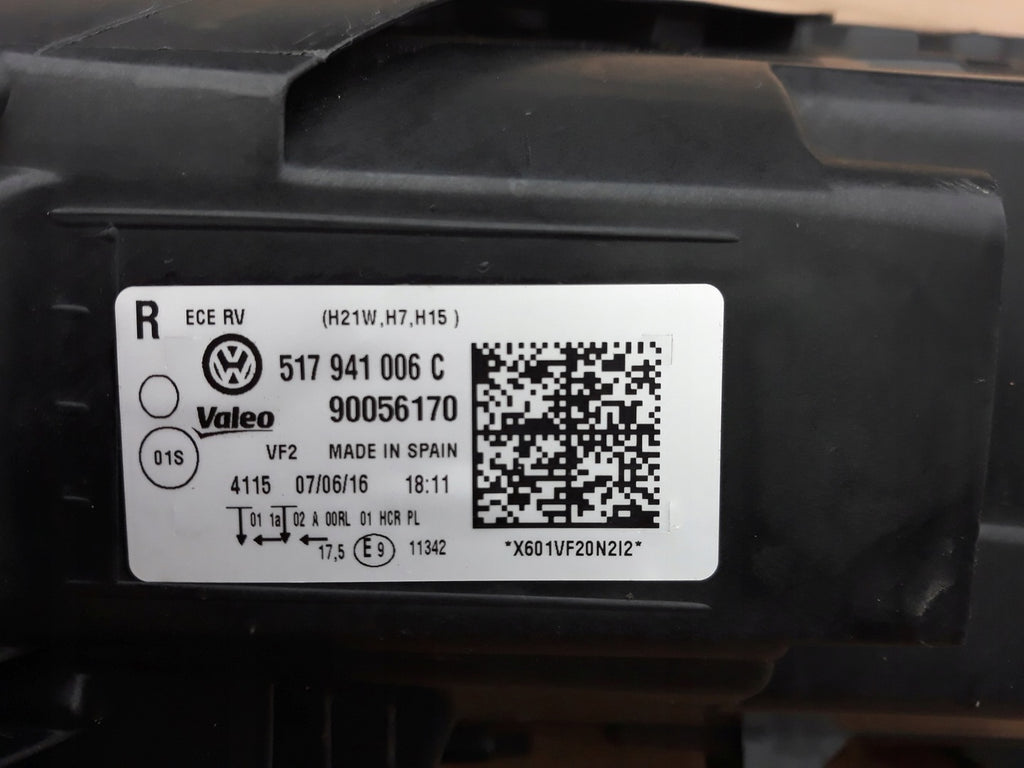 R ECE RV (H21W,H7,H15 )
517 941 006 C
Valeo 90056170
01S VF2 MADE IN SPAIN
4115 07/06/16 18:11
01 1a 02 A 00RL 01 HCR PL
17,5 E9 11342
*X601VF20N2I2*